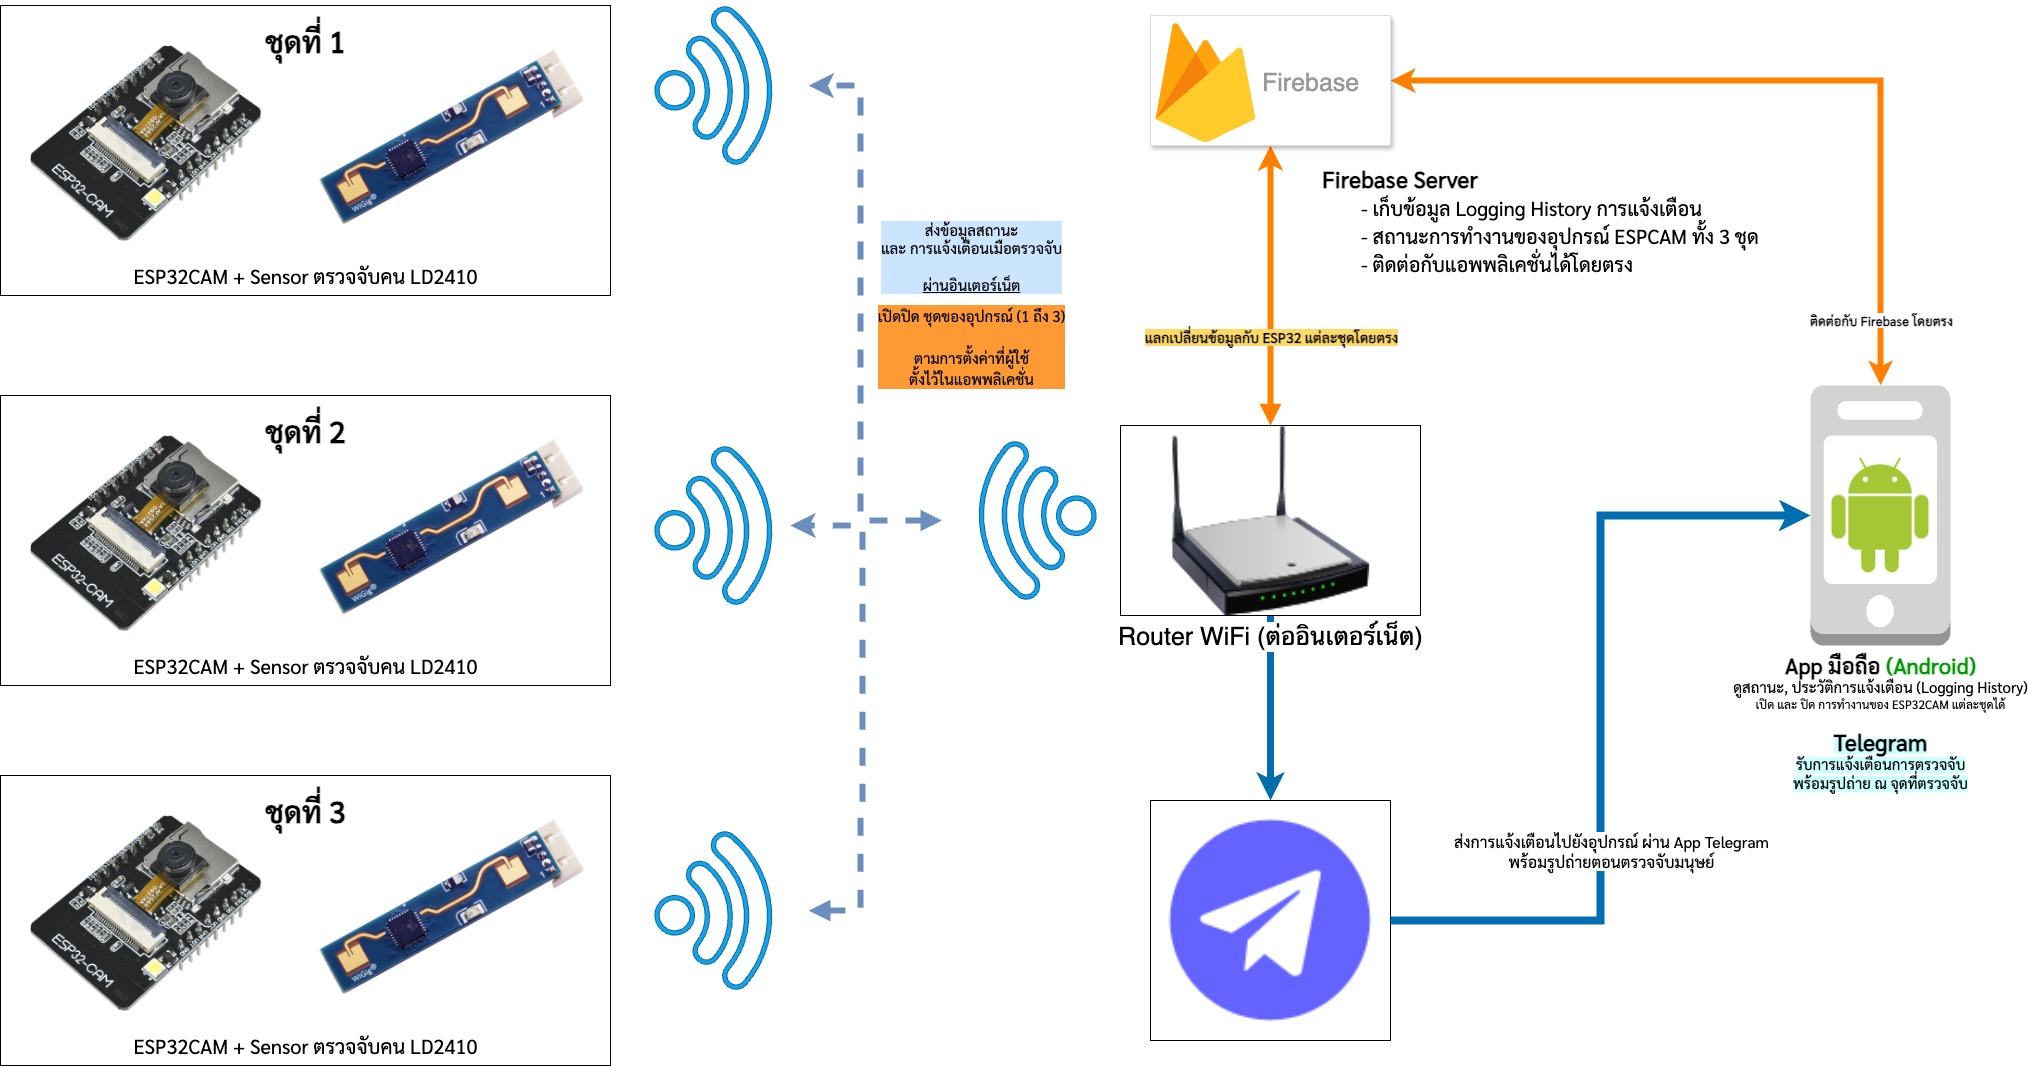 ชุดที่ 1
ESP32-CAM
WiGig®
ESP32CAM + Sensor ตรวจจับคน LD2410
ชุดที่ 2
ESP32-CAM
WiGig®
ESP32CAM + Sensor ตรวจจับคน LD2410
ชุดที่ 3
ESP32-CAM
WiGig®
ESP32CAM + Sensor ตรวจจับคน LD2410
ส่งข้อมูลสถานะ
และ การแจ้งเตือนเมือตรวจจับ
ผ่านอินเตอร์เน็ต
เปิดปิด ชุดของอุปกรณ์ (1 ถึง 3)
ตามการตั้งค่าที่ผู้ใช้
ตั้งไว้ในแอพพลิเคชั่น
Firebase
Firebase Server
- เก็บข้อมูล Logging History การแจ้งเตือน
- สถานะการทำงานของอุปกรณ์ ESPCAM ทั้ง 3 ชุด
- ติดต่อกับแอพพลิเคชั่นได้โดยตรง
แลกเปลี่ยนข้อมูลกับ ESP32 แต่ละชุดโดยตรง
ติดต่อกับ Firebase โดยตรง
Router WiFi (ต่ออินเตอร์เน็ต)
App มือถือ (Android)
ดูสถานะ, ประวัติการแจ้งเตือน (Logging History)
เปิด และ ปิด การทำงานของ ESP32CAM แต่ละชุดได้
Telegram
รับการแจ้งเตือนการตรวจจับ
พร้อมรูปถ่าย ณ จุดที่ตรวจจับ
ส่งการแจ้งเตือนไปยังอุปกรณ์ ผ่าน App Telegram
พร้อมรูปถ่ายตอนตรวจจับมนุษย์